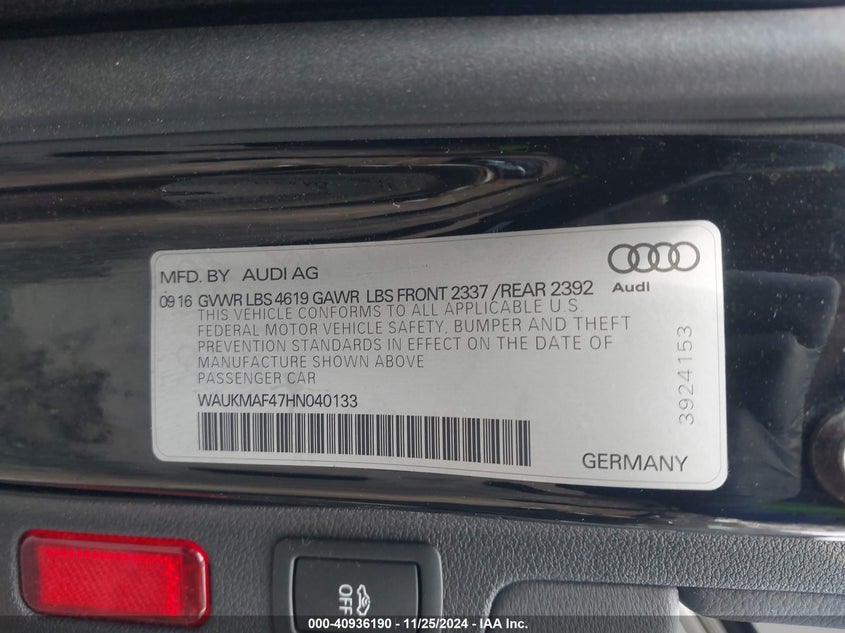 MFD. BY AUDI AG
Audi
09 16 GVWR LBS 4619 GAWR LBS FRONT 2337 /REAR 2392
THIS VEHICLE CONFORMS TO ALL APPLICABLE U.S.
FEDERAL MOTOR VEHICLE SAFETY, BUMPER AND THEFT
PREVENTION STANDARDS IN EFFECT ON THE DATE OF
MANUFACTURE SHOWN ABOVE
PASSENGER CAR
WAUKMAF47HN040133
3924153
GERMANY
OFF
000-40936190 - 11/25/2024 - IAA Inc.